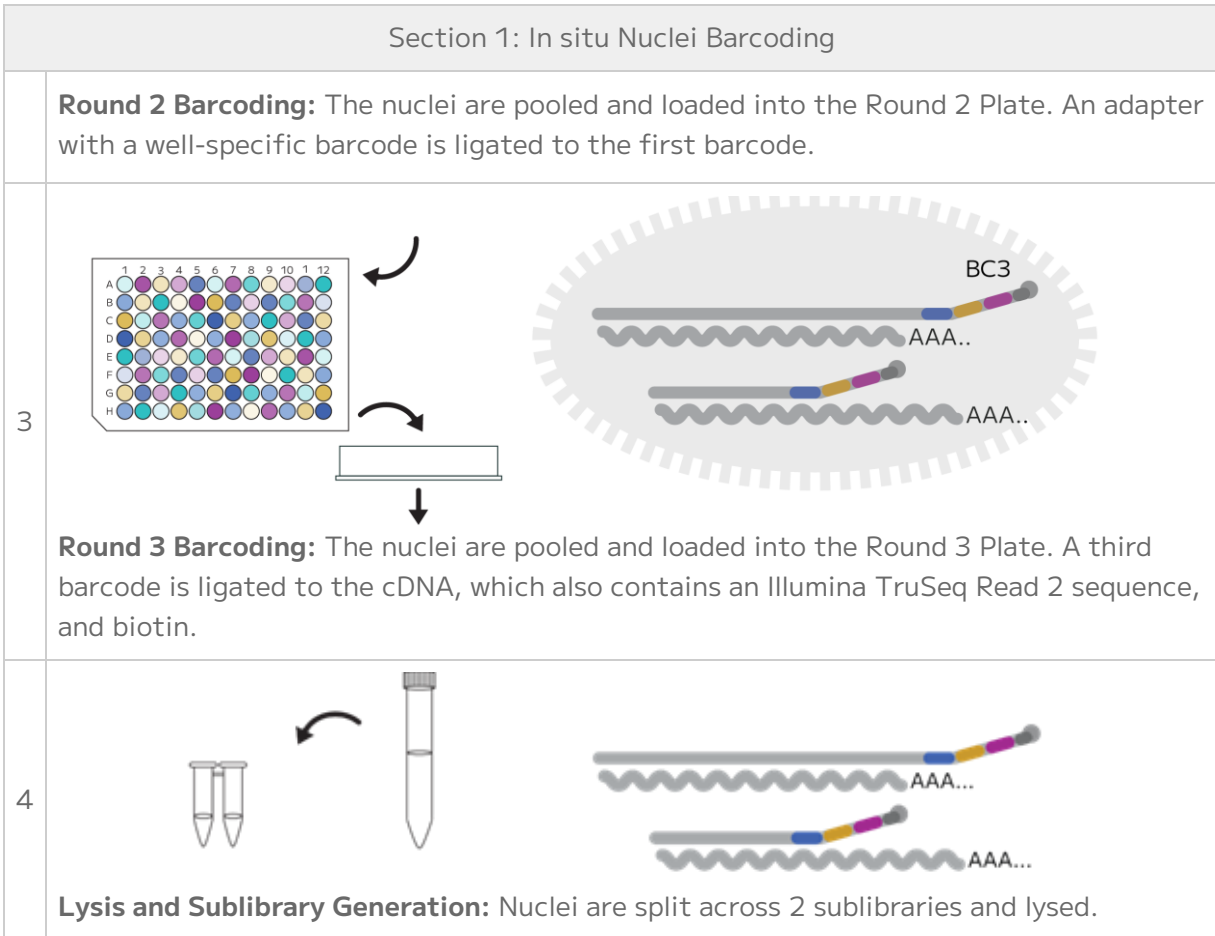 Section 1: In situ Nuclei Barcoding
Round 2 Barcoding: The nuclei are pooled and loaded into the Round 2 Plate. An adapter
with a well-specific barcode is ligated to the first barcode.
3
1 2 3 4 5 6 7 8 9 10 1 12
A
B
C
D
E
F
G
H
BC3
AAA..
AAA..
Round 3 Barcoding: The nuclei are pooled and loaded into the Round 3 Plate. A third
barcode is ligated to the cDNA, which also contains an Illumina TruSeq Read 2 sequence,
and biotin.
4
AAA...
AAA...
Lysis and Sublibrary Generation: Nuclei are split across 2 sublibraries and lysed.